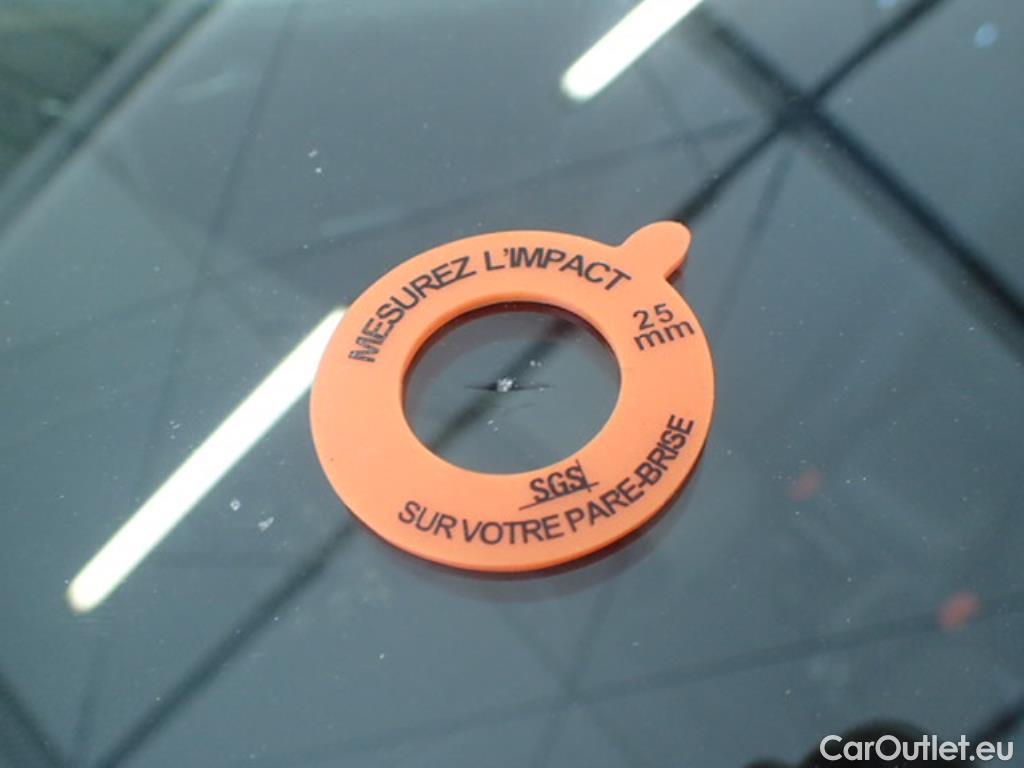 MESUREZ L'IMPACT
25
mm
SGS
SUR VOTRE PARE-BRISE
CarOutlet.eu